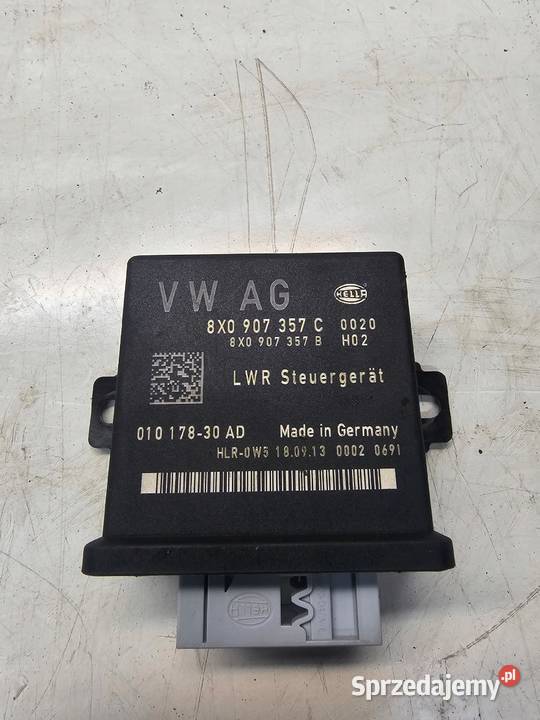 VW AG
HELLA
8X0 907 357 C 0020
8X0 907 357 B H02
LWR Steuergerät
010 178-30 AD Made in Germany
HLR-0W5 18.09.13 0002 0691
HELLA
Sprzedajemy.pl